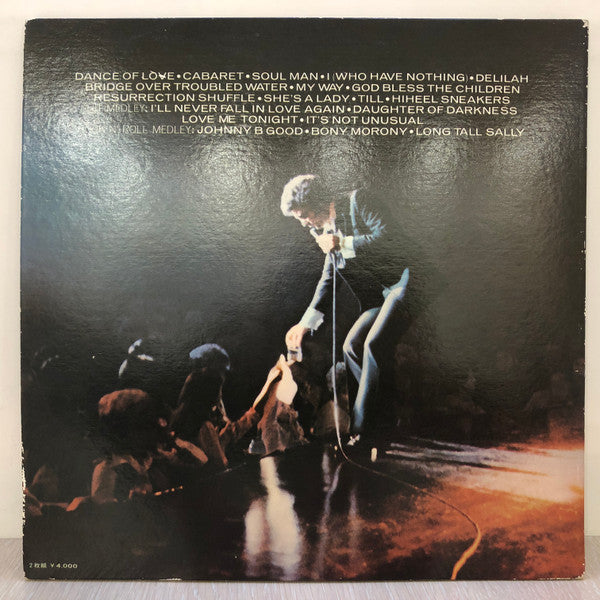 DANCE OF LOVE•CABARET•SOUL MAN•I (WHO HAVE NOTHING)•DELILAH
BRIDGE OVER TROUBLED WATER•MY WAY•GOD BLESS THE CHILDREN
RESURRECTION SHUFFLE•SHE'S A LADY•TILL•HIHEEL SNEAKERS
MEDLEY: I'LL NEVER FALL IN LOVE AGAIN•DAUGHTER OF DARKNESS
LOVE ME TONIGHT•IT'S NOT UNUSUAL
ROLL MEDLEY: JOHNNY B GOOD•BONY MORONY•LONG TALL SALLY
2枚組 ¥4.000